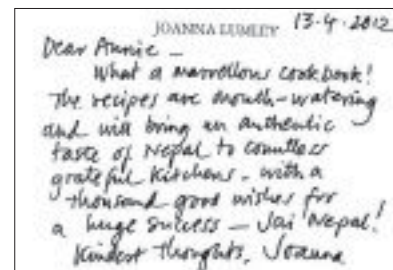 JOANNA LUMLEY 13-4-2012
Dear Annie –
What a marvellous cookbook!
The recipes are mouth-watering
and will bring an authentic
taste of Nepal to countless
grateful kitchens. with a
thousand good wishes for
a huge success – Jai Nepal!
Kindest thoughts, Joanna